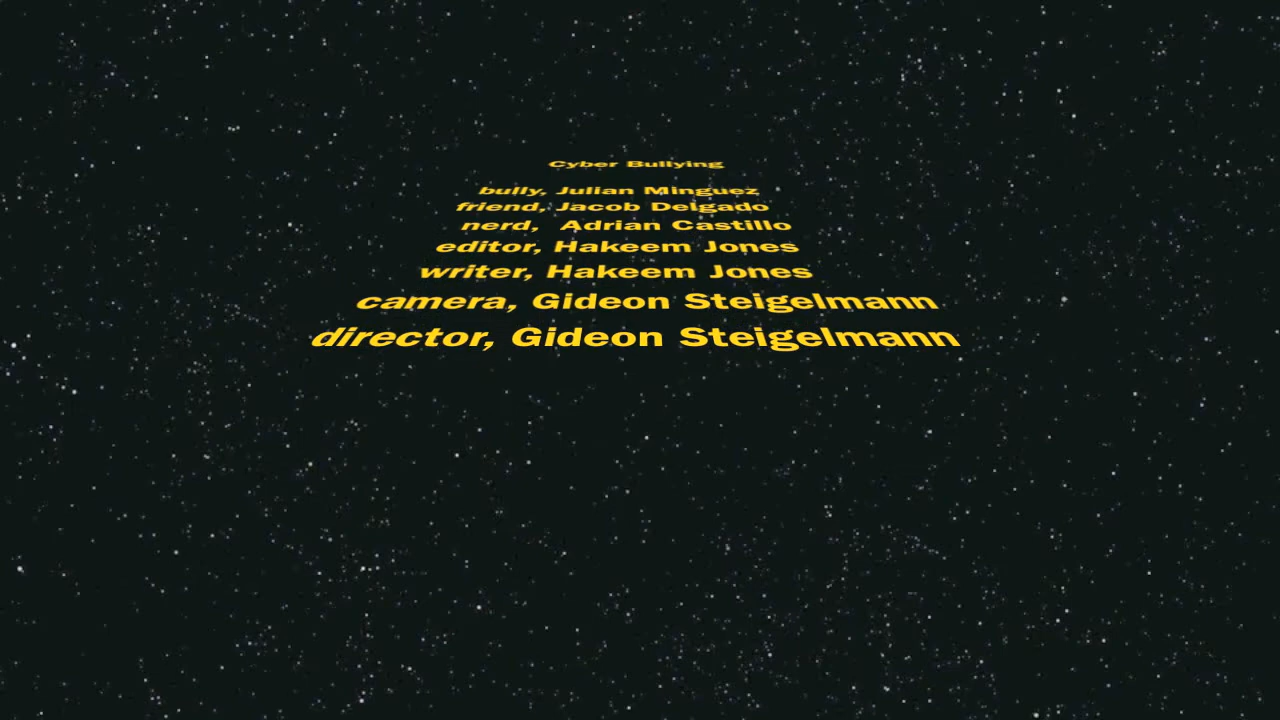 Cyber Bullying
bully, Julian Minguez
friend, Jacob Delgado
nerd, Adrian Castillo
editor, Hakeem Jones
writer, Hakeem Jones
camera, Gideon Steigelmann
director, Gideon Steigelmann